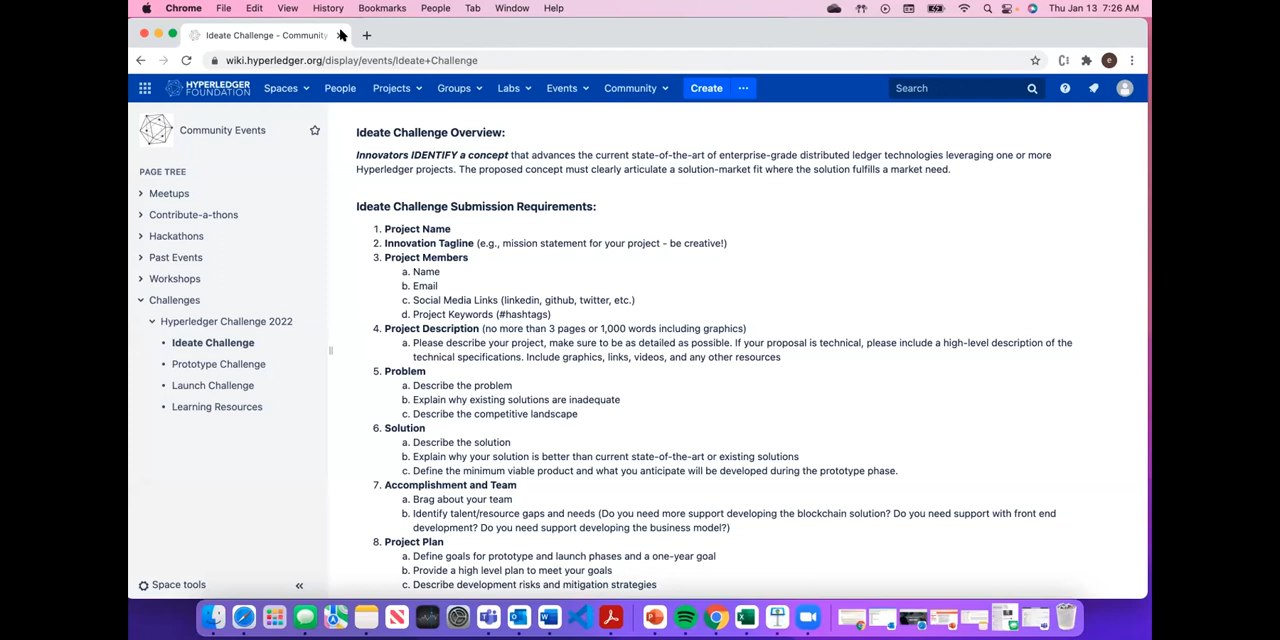 Chrome File Edit View History Bookmarks People Tab Window Help Thu Jan 13 7:26 AM
Ideate Challenge - Community
wiki.hyperledger.org/display/events/Ideate+Challenge e
HYPERLEDGER FOUNDATION Spaces People Projects Groups Labs Events Community Create ... Search
Community Events
PAGE TREE
Meetups
Contribute-a-thons
Hackathons
Past Events
Workshops
Challenges
Hyperledger Challenge 2022
• Ideate Challenge
• Prototype Challenge
• Launch Challenge
• Learning Resources
Space tools «
Ideate Challenge Overview:
Innovators IDENTIFY a concept that advances the current state-of-the-art of enterprise-grade distributed ledger technologies leveraging one or more
Hyperledger projects. The proposed concept must clearly articulate a solution-market fit where the solution fulfills a market need.
Ideate Challenge Submission Requirements:
1. Project Name
2. Innovation Tagline (e.g., mission statement for your project - be creative!)
3. Project Members
a. Name
b. Email
c. Social Media Links (linkedin, github, twitter, etc.)
d. Project Keywords (#hashtags)
4. Project Description (no more than 3 pages or 1,000 words including graphics)
a. Please describe your project, make sure to be as detailed as possible. If your proposal is technical, please include a high-level description of the
technical specifications. Include graphics, links, videos, and any other resources
5. Problem
a. Describe the problem
b. Explain why existing solutions are inadequate
c. Describe the competitive landscape
6. Solution
a. Describe the solution
b. Explain why your solution is better than current state-of-the-art or existing solutions
c. Define the minimum viable product and what you anticipate will be developed during the prototype phase.
7. Accomplishment and Team
a. Brag about your team
b. Identify talent/resource gaps and needs (Do you need more support developing the blockchain solution? Do you need support with front end
development? Do you need support developing the business model?)
8. Project Plan
a. Define goals for prototype and launch phases and a one-year goal
b. Provide a high level plan to meet your goals
c. Describe development risks and mitigation strategies